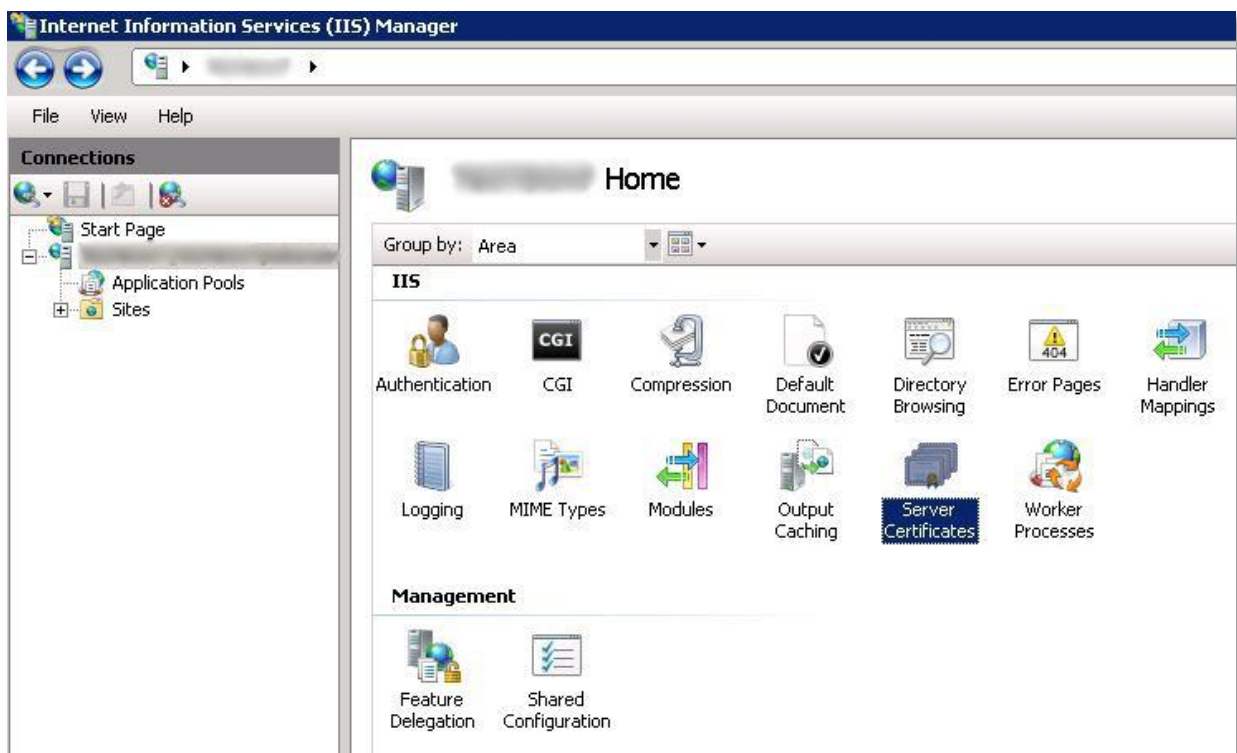 Internet Information Services (IIS) Manager
File View Help
Connections
Start Page
Application Pools
Sites
Home
Group by: Area
IIS
Authentication CGI Compression Default Document Directory Browsing Error Pages Handler Mappings
Logging MIME Types Modules Output Caching Server Certificates Worker Processes
CGI
404
Management
Feature Delegation Shared Configuration